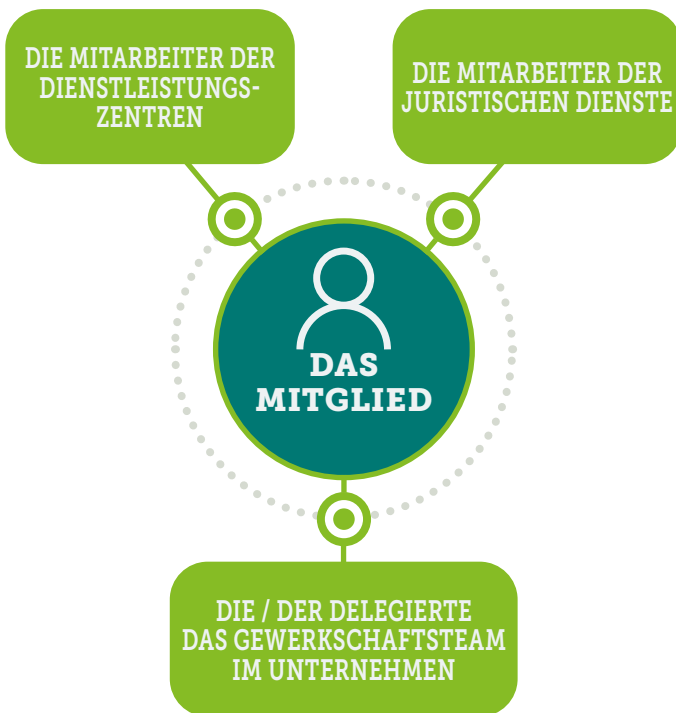 DIE MITARBEITER DER
DIENSTLEISTUNGS-
ZENTREN
DIE MITARBEITER DER
JURISTISCHEN DIENSTE
DAS
MITGLIED
DIE / DER DELEGIERTE
DAS GEWERKSCHAFTSTEAM
IM UNTERNEHMEN